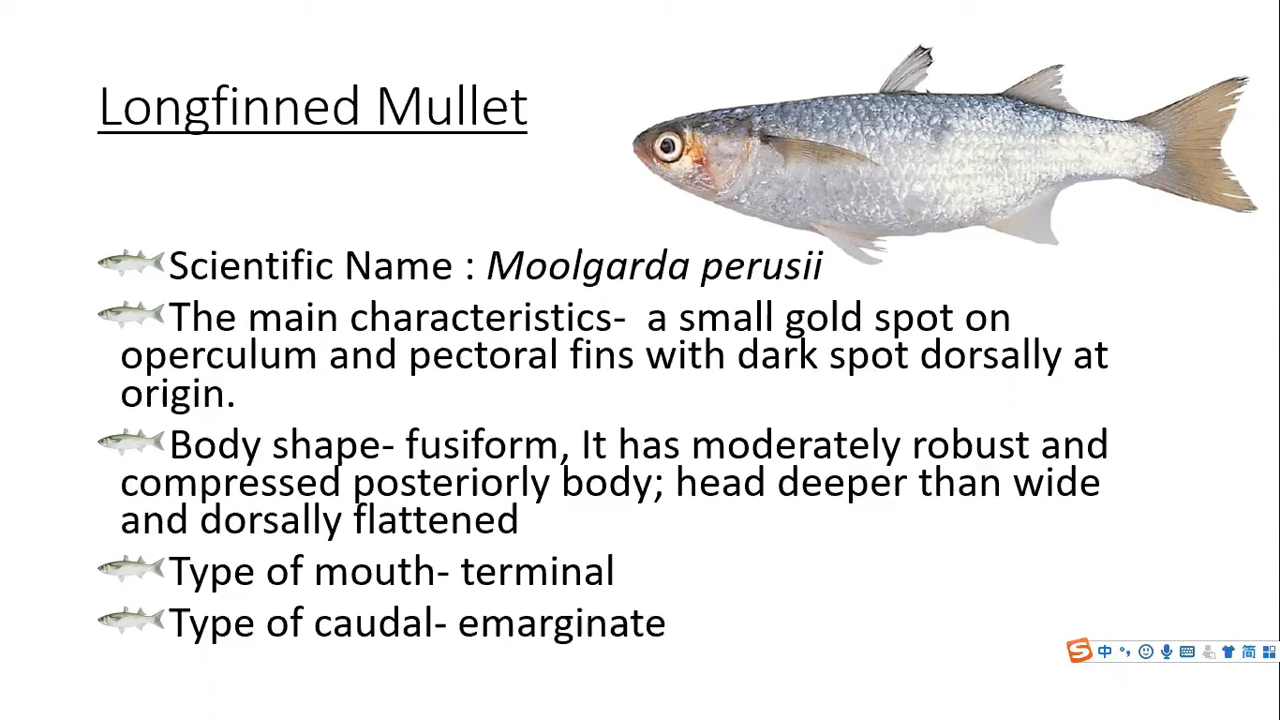 Longfinned Mullet
Scientific Name : Moolgarda perusii
The main characteristics-  a small gold spot on
operculum and pectoral fins with dark spot dorsally at
origin.
Body shape- fusiform, It has moderately robust and
compressed posteriorly body; head deeper than wide
and dorsally flattened
Type of mouth- terminal
Type of caudal- emarginate
S 中 简